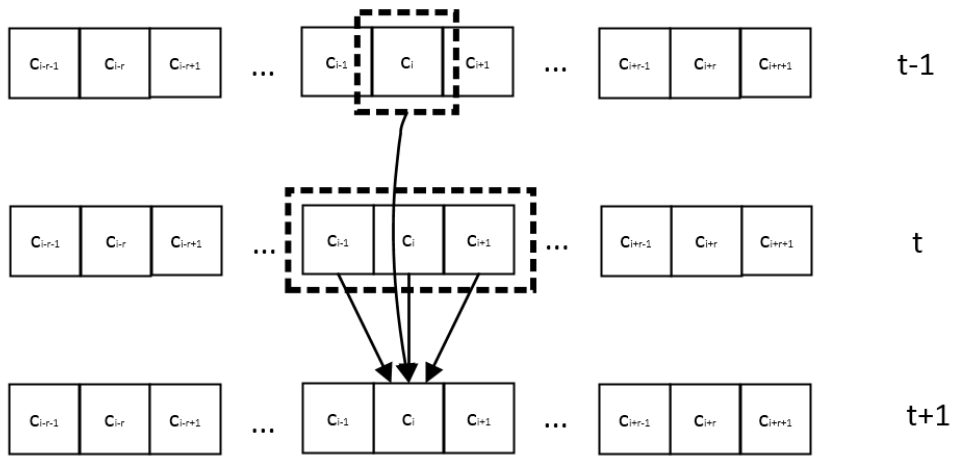 Ci-r-1 Ci-r Ci-r+1 ... Ci-1 Ci Ci+1 ... Ci+r-1 Ci+r Ci+r+1 t-1
Ci-r-1 Ci-r Ci-r+1 ... Ci-1 Ci Ci+1 ... Ci+r-1 Ci+r Ci+r+1 t
Ci-r-1 Ci-r Ci-r+1 ... Ci-1 Ci Ci+1 ... Ci+r-1 Ci+r Ci+r+1 t+1